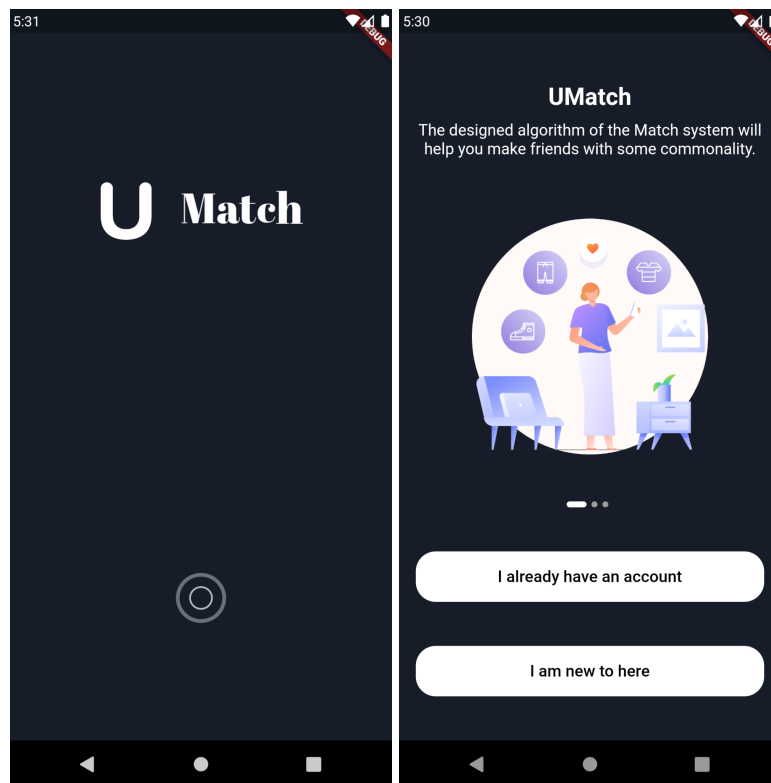 5:31
DEBUG
U Match
5:30
DEBUG
UMatch
The designed algorithm of the Match system will
help you make friends with some commonality.
I already have an account
I am new to here